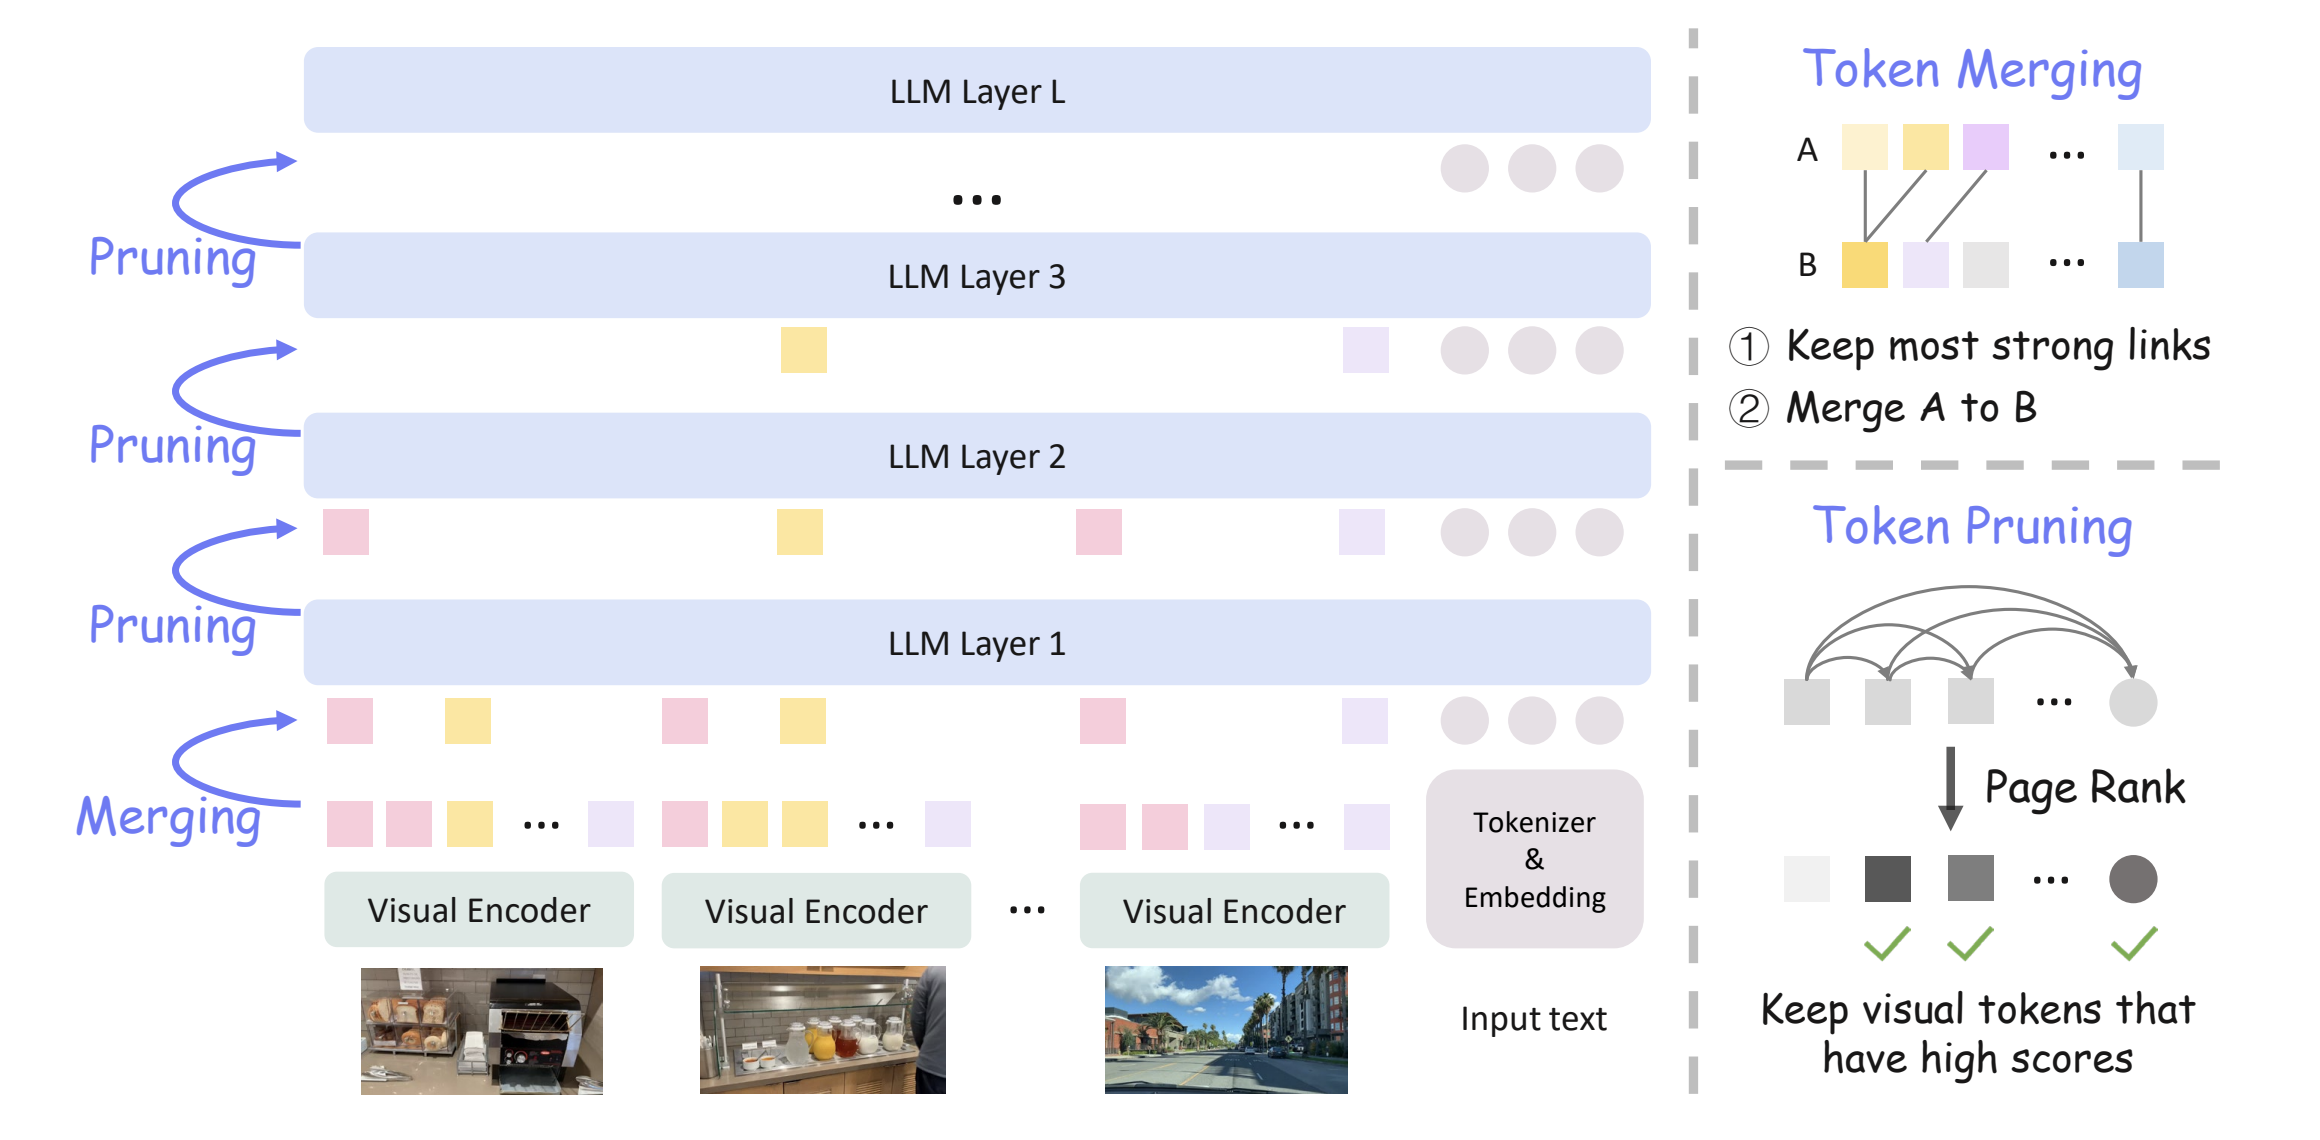 LLM Layer L
Pruning
...
LLM Layer 3
Pruning
LLM Layer 2
Pruning
LLM Layer 1
Merging
...
...
...
Visual Encoder
Visual Encoder
...
Visual Encoder
Tokenizer
&
Embedding
Input text
Token Merging
A
...
B
...
① Keep most strong links
② Merge A to B
Token Pruning
...
Page Rank
...
Keep visual tokens that
have high scores